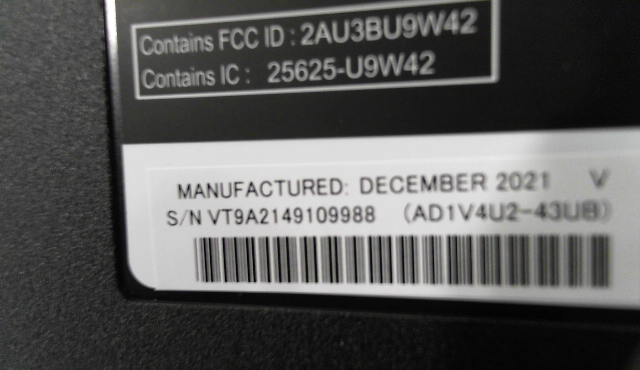 Contains FCC ID : 2AU3BU9W42
Contains IC : 25625-U9W42
MANUFACTURED: DECEMBER 2021 V
S/N VT9A2149109988 (AD1V4U2-43UB)